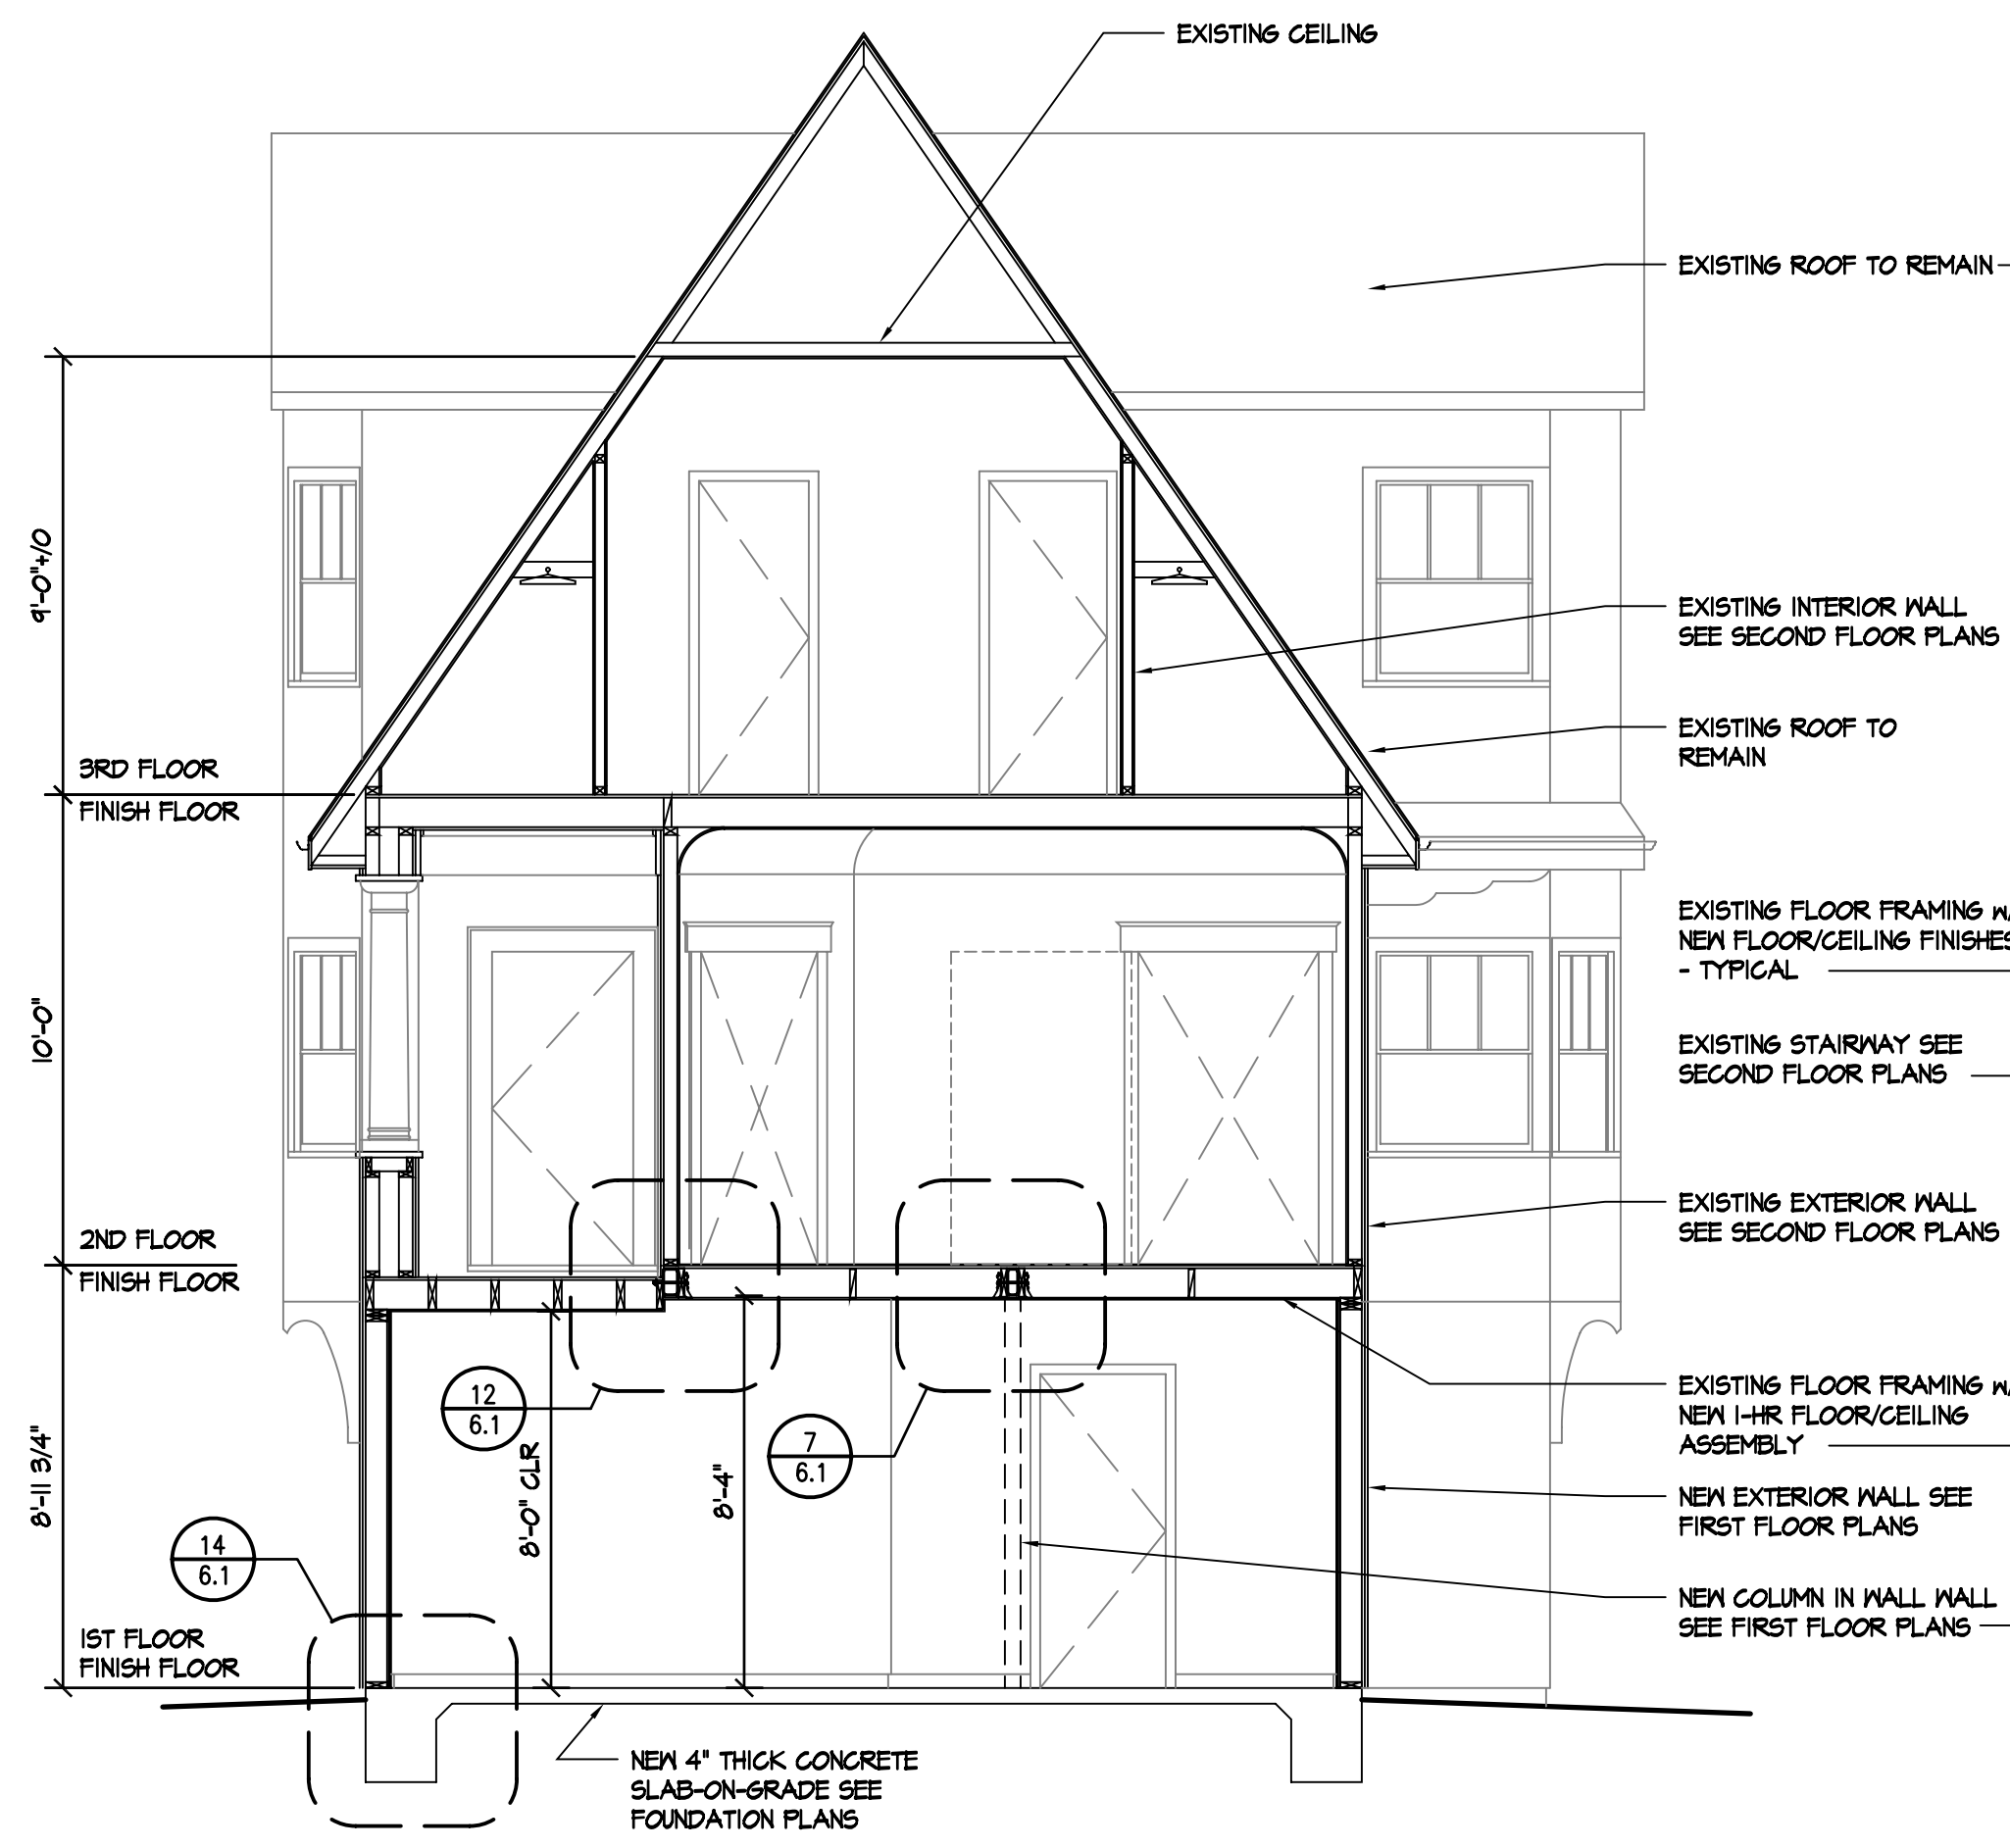 EXISTING CEILING
EXISTING ROOF TO REMAIN
9'-0"+/0
EXISTING INTERIOR WALL
SEE SECOND FLOOR PLANS
EXISTING ROOF TO
REMAIN
3RD FLOOR
FINISH FLOOR
EXISTING FLOOR FRAMING
NEW FLOOR/CEILING FINISHES
- TYPICAL
10'-0"
EXISTING STAIRWAY SEE
SECOND FLOOR PLANS
EXISTING EXTERIOR WALL
SEE SECOND FLOOR PLANS
2ND FLOOR
FINISH FLOOR
EXISTING FLOOR FRAMING
NEW 1-HR FLOOR/CEILING
ASSEMBLY
12
6.1
7
6.1
8'-11 3/4"
8'-0" CLR
8'-4"
NEW EXTERIOR WALL SEE
FIRST FLOOR PLANS
14
6.1
NEW COLUMN IN WALL WALL
SEE FIRST FLOOR PLANS
1ST FLOOR
FINISH FLOOR
NEW 4" THICK CONCRETE
SLAB-ON-GRADE SEE
FOUNDATION PLANS